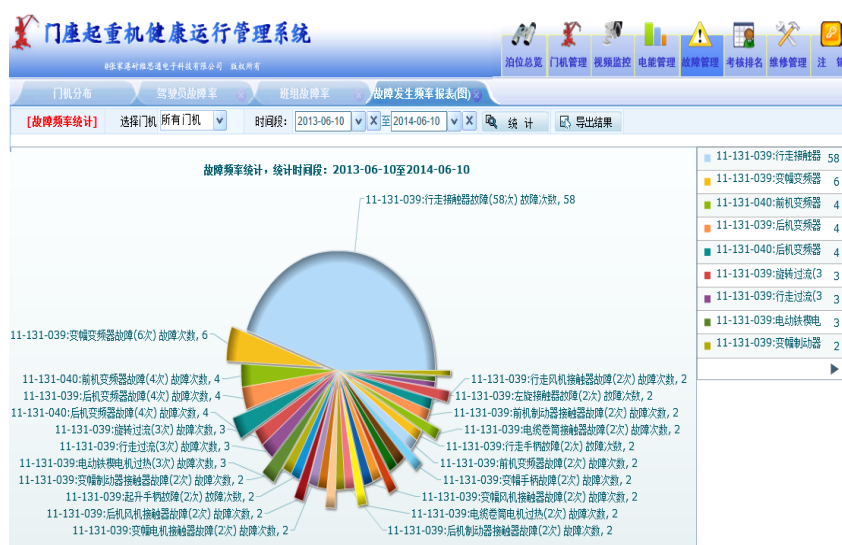 门座起重机健康运行管理系统
泊位总览 门机管理 视频监控 电能管理 故障管理 考核排名 维修管理 注 销
门机分布 驾驶员故障率 班组故障率 故障发生频率报表(图)
[故障频率统计] 选择门机 所有门机 时间段: 2013-06-10 至 2014-06-10 统 计 导出结果
故障频率统计,统计时间段:2013-06-10至2014-06-10
11-131-039:行走接触器故障(58次) 故障次数, 58
11-131-039:变幅变频器故障(6次) 故障次数, 6
11-131-040:前机变频器故障(4次) 故障次数, 4
11-131-039:后机变频器故障(4次) 故障次数, 4
11-131-040:后机变频器故障(4次) 故障次数, 4
11-131-039:旋转过流(3次) 故障次数, 3
11-131-039:行走过流(3次) 故障次数, 3
11-131-039:电动铁楔电机过热(3次) 故障次数, 3
11-131-039:变幅制动器接触器故障(2次) 故障次数, 2
11-131-039:起升手柄故障(2次) 故障次数, 2
11-131-039:后机风机接触器故障(2次) 故障次数, 2
11-131-039:变幅电机接触器故障(2次) 故障次数, 2
11-131-039:行走风机接触器故障(2次) 故障次数, 2
11-131-039:左旋接触器故障(2次) 故障次数, 2
11-131-039:前机制动器接触器故障(2次) 故障次数, 2
11-131-039:电缆卷筒接触器故障(2次) 故障次数, 2
11-131-039:行走手柄故障(2次) 故障次数, 2
11-131-039:前机变频器故障(2次) 故障次数, 2
11-131-039:变幅手柄故障(2次) 故障次数, 2
11-131-039:变幅风机接触器故障(2次) 故障次数, 2
11-131-039:电缆卷筒电机过热(2次) 故障次数, 2
11-131-039:后机制动器接触器故障(2次) 故障次数, 2
11-131-039:行走接触器 58
11-131-039:变幅变频器 6
11-131-040:前机变频器 4
11-131-039:后机变频器 4
11-131-040:后机变频器 4
11-131-039:旋转过流(3 3
11-131-039:行走过流(3 3
11-131-039:电动铁楔电 3
11-131-039:变幅制动器 2